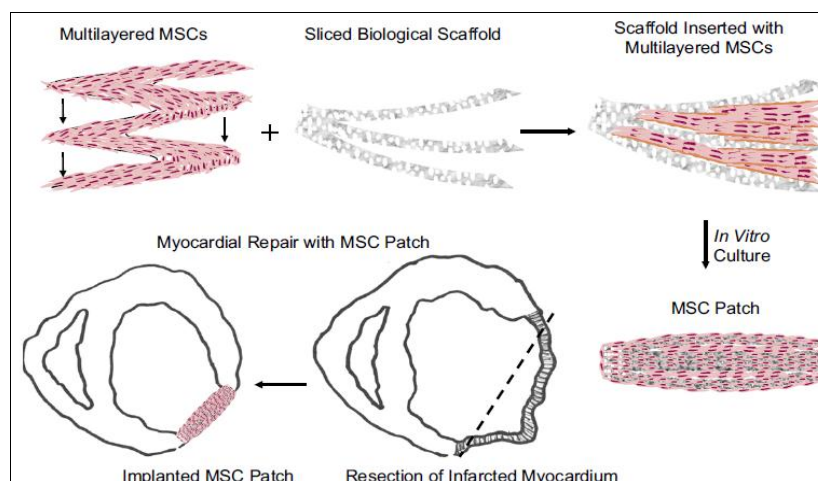 Multilayered MSCs
Sliced Biological Scaffold
Scaffold Inserted with
Multilayered MSCs
+
In Vitro
Culture
Myocardial Repair with MSC Patch
MSC Patch
Implanted MSC Patch
Resection of Infarcted Myocardium